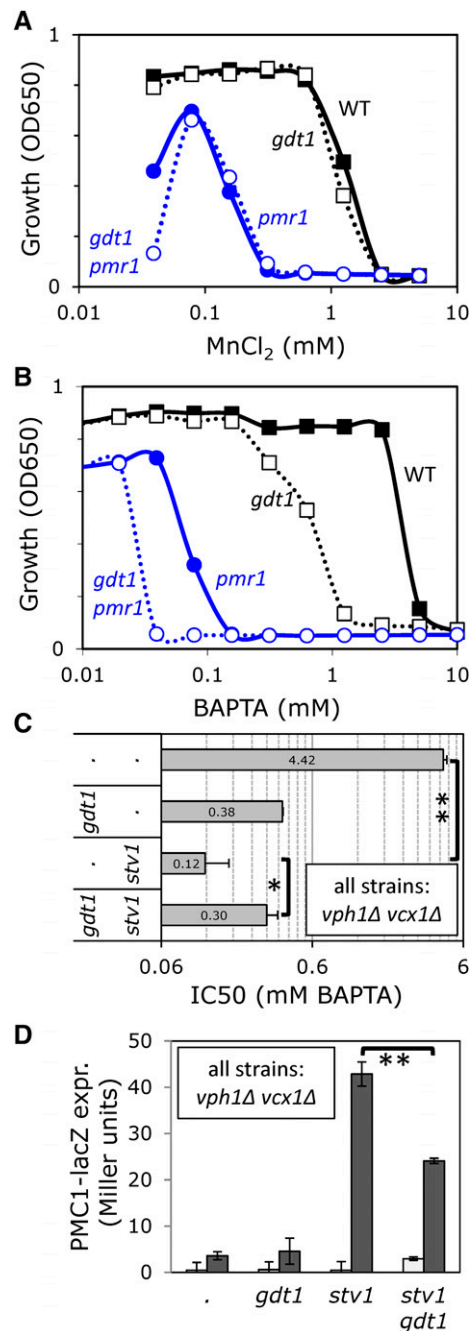 A
Growth (OD650)
1
0
WT
gdt1
pmr1
gdt1
pmr1
0.01
0.1
1
10
MnCl2 (mM)
B
Growth (OD650)
1
0
WT
gdt1
gdt1
pmr1
pmr1
0.01
0.1
1
10
BAPTA (mM)
C
. . 4.42
gdt1 . 0.38
. stv1 0.12
gdt1 stv1 0.30
**
*
all strains:
vph1Δ vcx1Δ
0.06
0.6
6
IC50 (mM BAPTA)
D
PMC1-lacZ expr.
(Miller units)
50
40
30
20
10
0
all strains:
vph1Δ vcx1Δ
**
. gdt1 stv1 stv1
gdt1